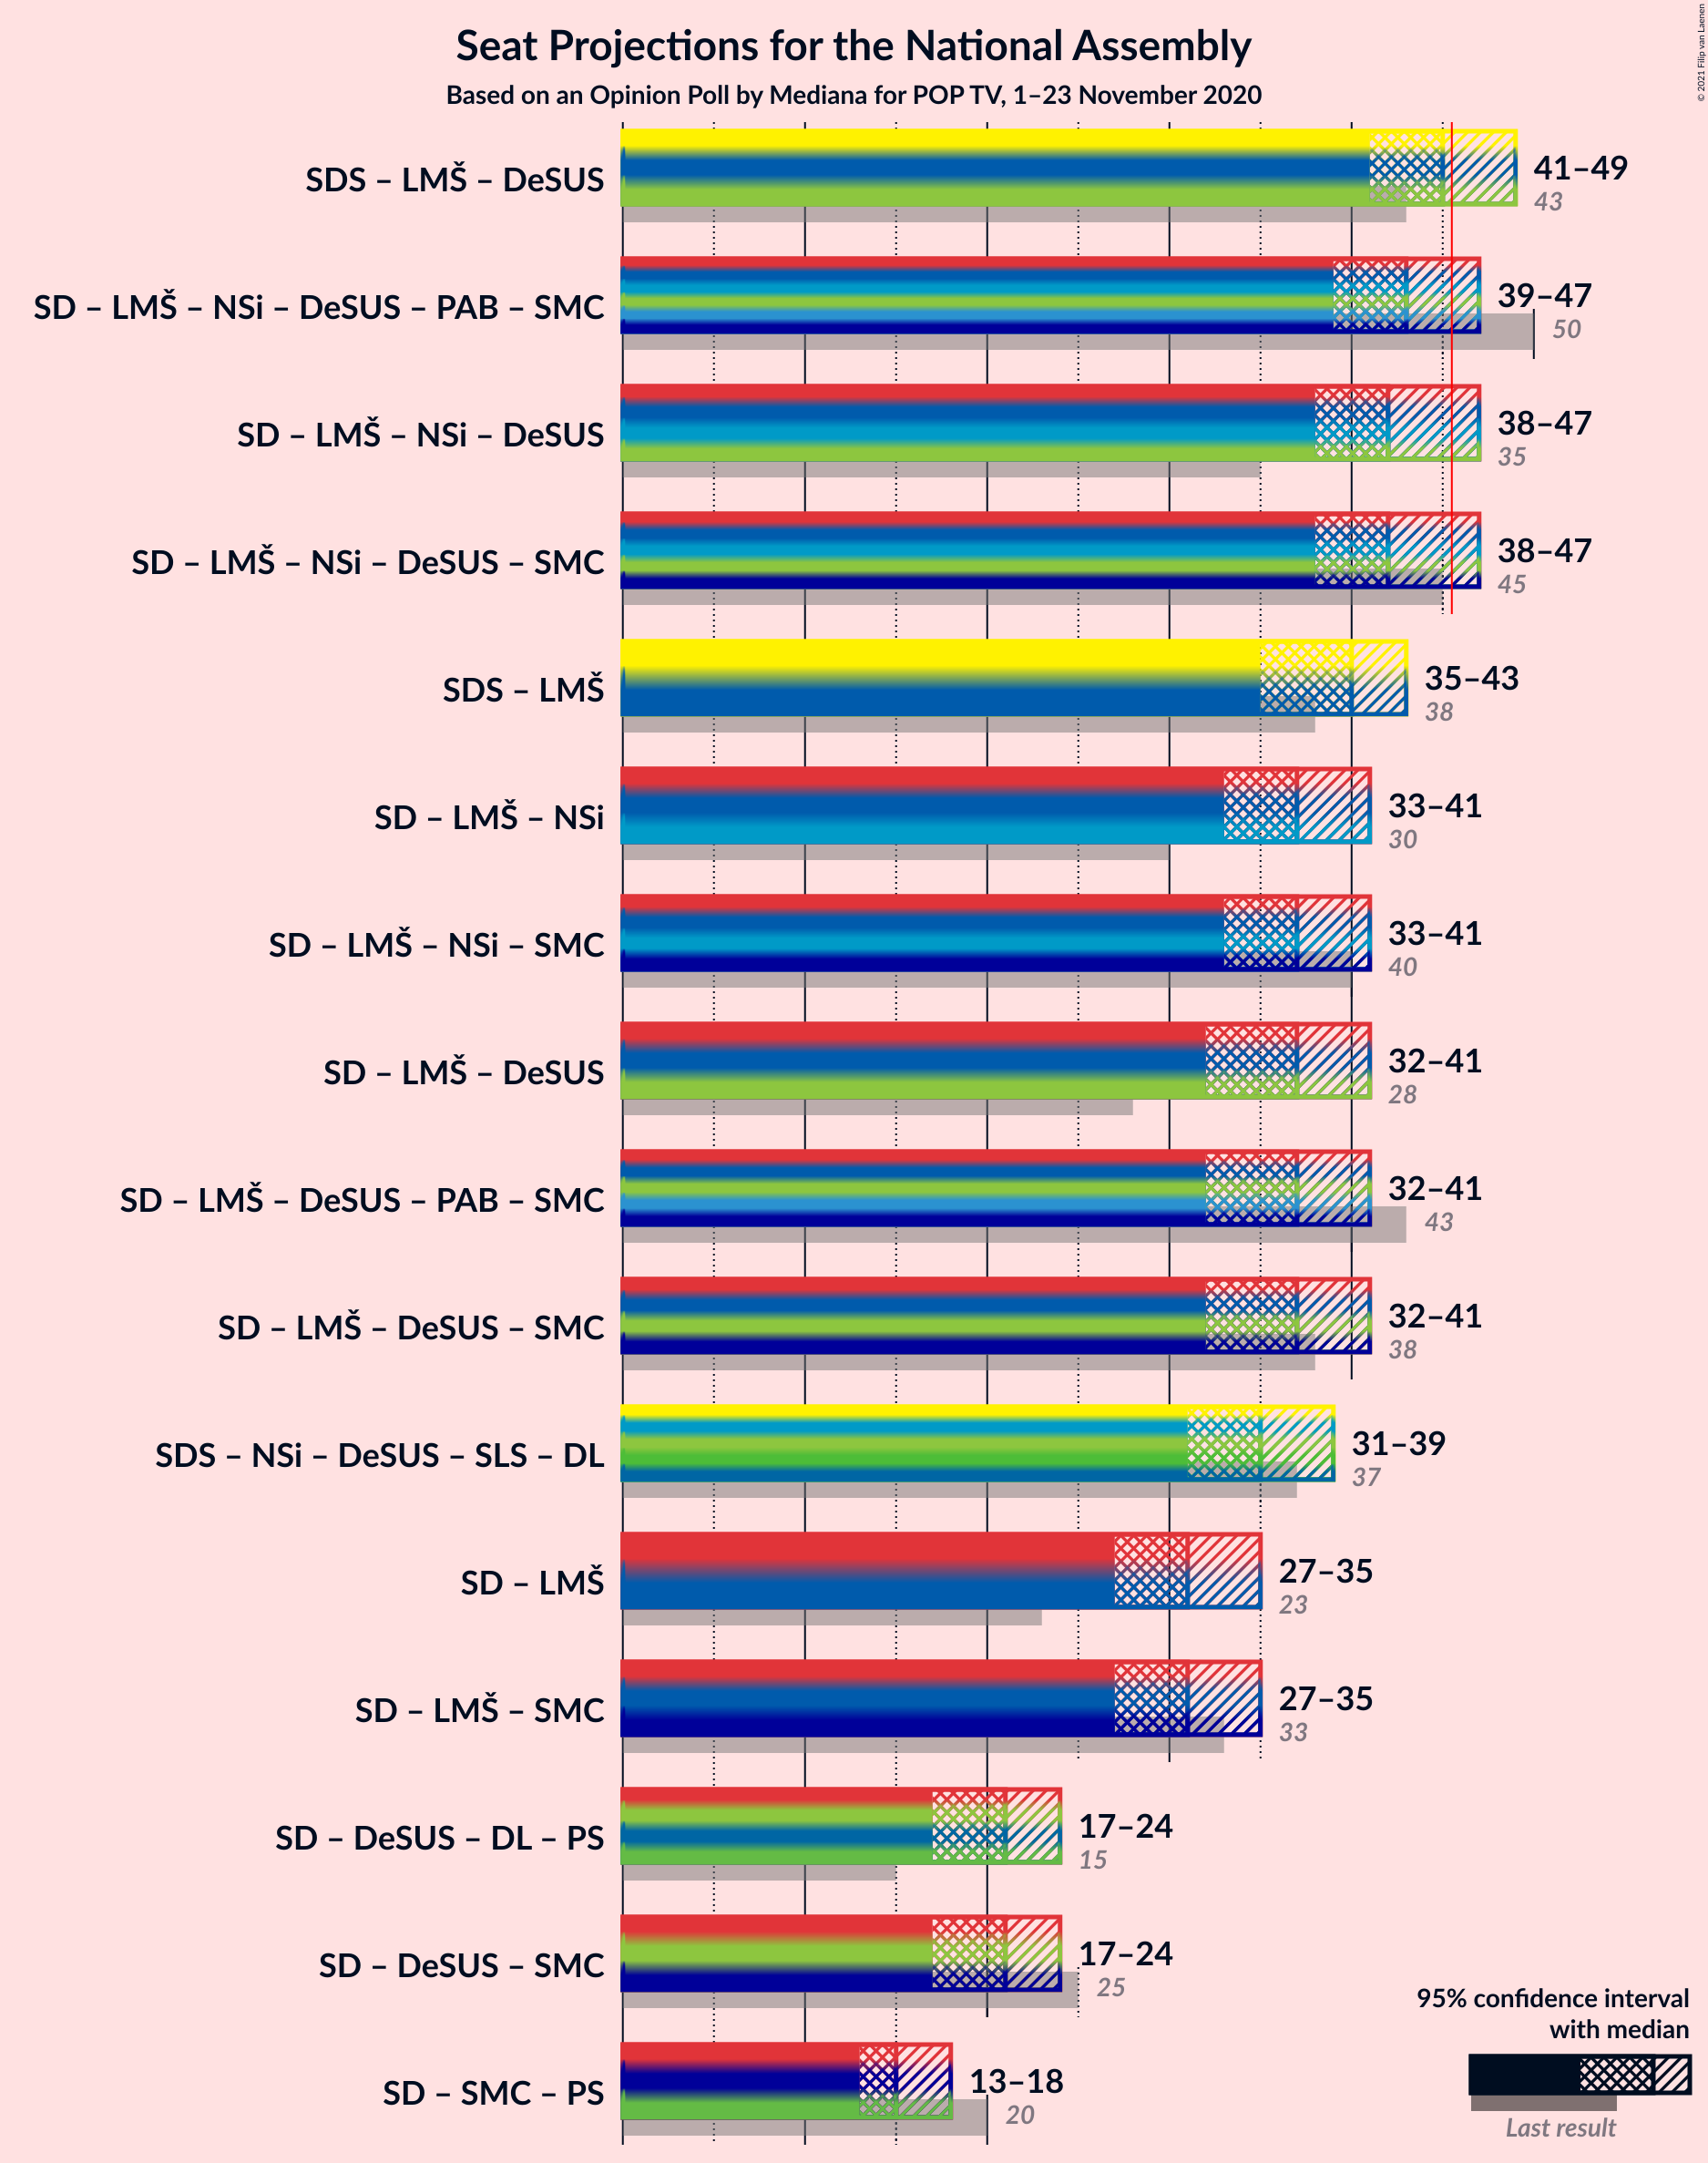 Seat Projections for the National Assembly
Based on an Opinion Poll by Mediana for POP TV, 1–23 November 2020
© 2021 Filip van Laenen
SDS – LMŠ – DeSUS
41–49
43
SD – LMŠ – NSi – DeSUS – PAB – SMC
39–47
50
SD – LMŠ – NSi – DeSUS
38–47
35
SD – LMŠ – NSi – DeSUS – SMC
38–47
45
SDS – LMŠ
35–43
38
SD – LMŠ – NSi
33–41
30
SD – LMŠ – NSi – SMC
33–41
40
SD – LMŠ – DeSUS
32–41
28
SD – LMŠ – DeSUS – PAB – SMC
32–41
43
SD – LMŠ – DeSUS – SMC
32–41
38
SDS – NSi – DeSUS – SLS – DL
31–39
37
SD – LMŠ
27–35
23
SD – LMŠ – SMC
27–35
33
SD – DeSUS – DL – PS
17–24
15
SD – DeSUS – SMC
17–24
25
SD – SMC – PS
13–18
20
95% confidence interval
with median
Last result